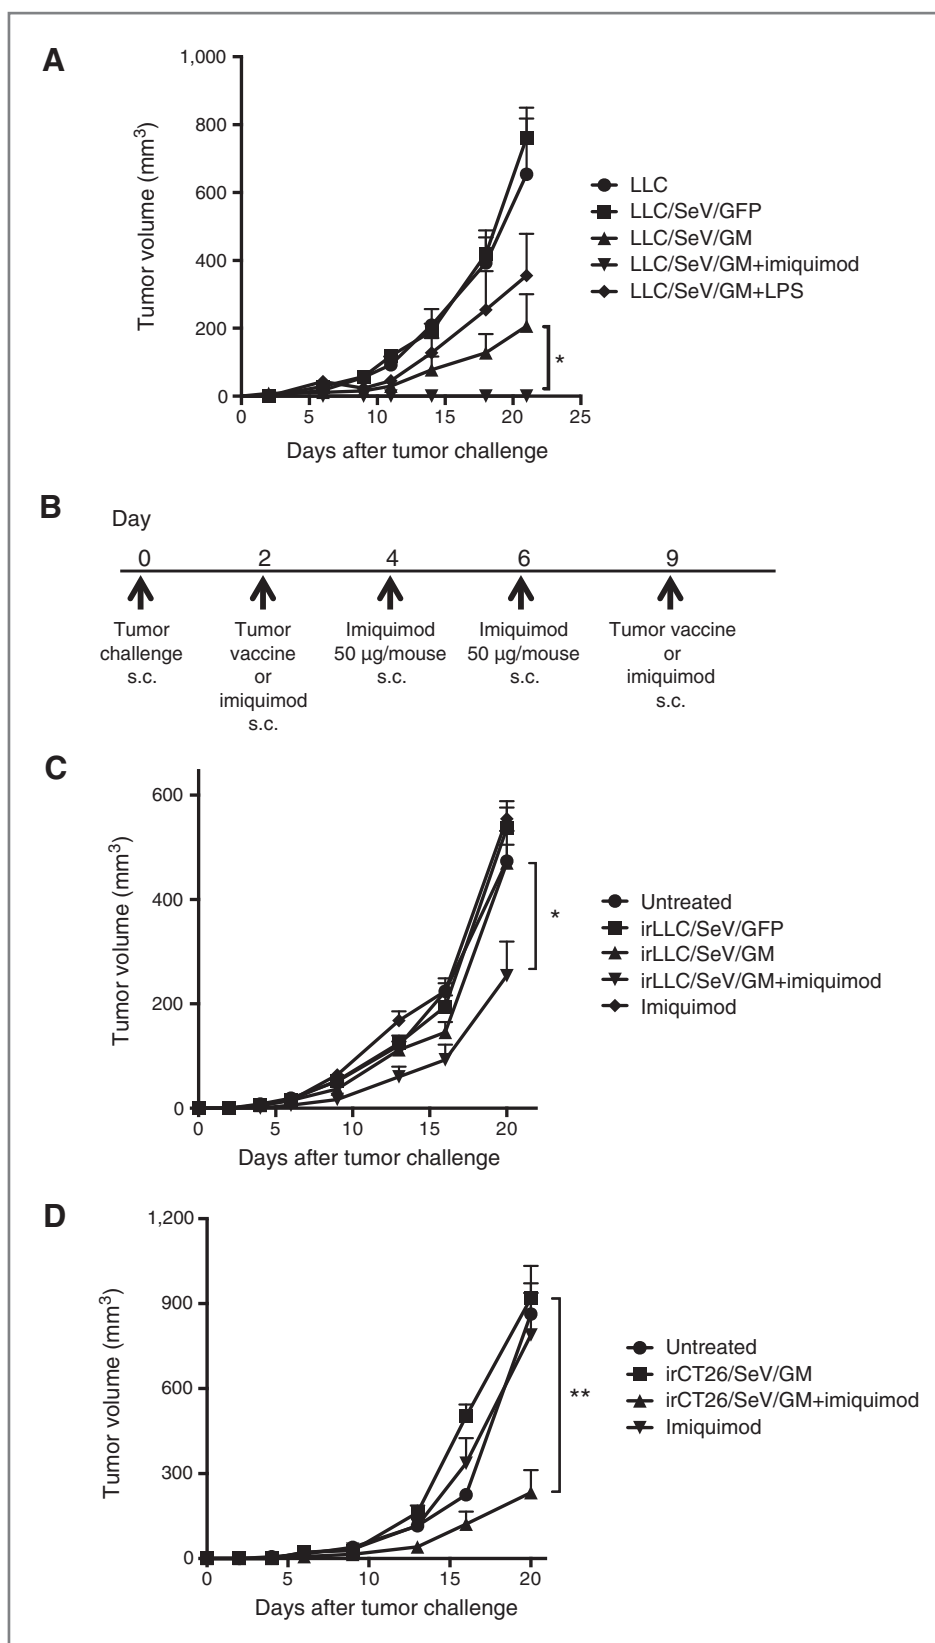 A
1,000
800
600
400
200
0
Tumor volume (mm³)
0 5 10 15 20 25
Days after tumor challenge
LLC
LLC/SeV/GFP
LLC/SeV/GM
LLC/SeV/GM+imiquimod
LLC/SeV/GM+LPS
*
B
Day
0 2 4 6 9
Tumor
challenge
s.c.
Tumor
vaccine
or
imiquimod
s.c.
Imiquimod
50 µg/mouse
s.c.
Imiquimod
50 µg/mouse
s.c.
Tumor vaccine
or
imiquimod
s.c.
C
600
400
200
0
Tumor volume (mm³)
0 5 10 15 20
Days after tumor challenge
*
Untreated
irLLC/SeV/GFP
irLLC/SeV/GM
irLLC/SeV/GM+imiquimod
Imiquimod
D
1,200
900
600
300
0
Tumor volume (mm³)
0 5 10 15 20
Days after tumor challenge
**
Untreated
irCT26/SeV/GM
irCT26/SeV/GM+imiquimod
Imiquimod